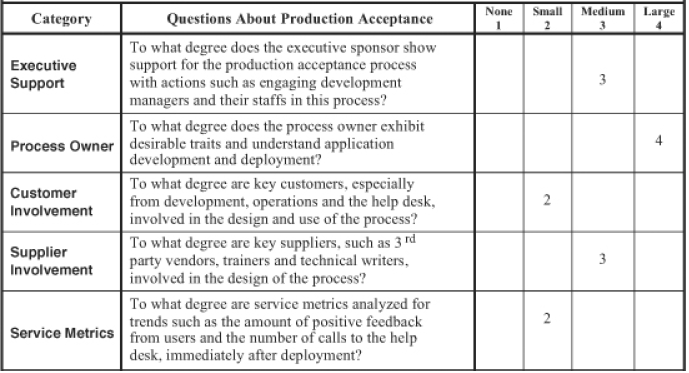 Category Questions About Production Acceptance None Small Medium Large
1 2 3 4
Executive Support To what degree does the executive sponsor show
support for the production acceptance process
with actions such as engaging development
managers and their staffs in this process? 3
Process Owner To what degree does the process owner exhibit
desirable traits and understand application
development and deployment? 4
Customer Involvement To what degree are key customers, especially
from development, operations and the help desk,
involved in the design and use of the process? 2
Supplier Involvement To what degree are key suppliers, such as 3 rd
party vendors, trainers and technical writers,
involved in the design of the process? 3
Service Metrics To what degree are service metrics analyzed for
trends such as the amount of positive feedback
from users and the number of calls to the help
desk, immediately after deployment? 2